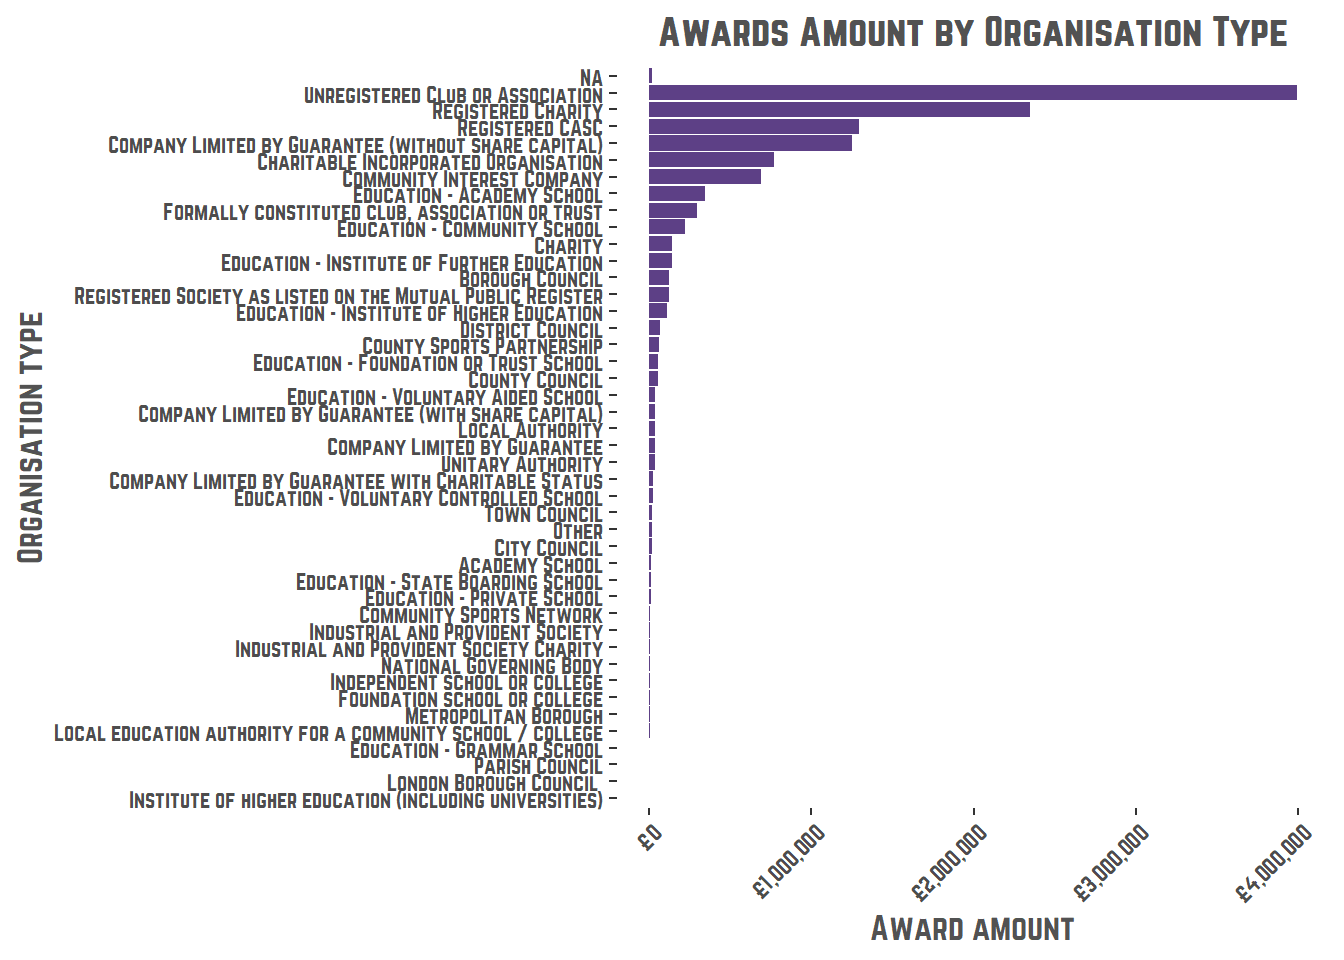 Awards Amount by Organisation Type
NA
Unregistered Club or Association
Registered Charity
Registered CASC
Company Limited by Guarantee (without share capital)
Charitable Incorporated Organisation
Community Interest Company
Education - Academy School
Formally constituted club, association or trust
Education - Community School
Charity
Education - Institute of Further Education
Borough Council
Registered Society as listed on the Mutual Public Register
Education - Institute of Higher Education
District Council
County Sports Partnership
Education - Foundation or Trust School
County Council
Education - Voluntary Aided School
Company Limited by Guarantee (with share capital)
Local Authority
Company Limited by Guarantee
Unitary Authority
Company Limited by Guarantee with Charitable Status
Education - Voluntary Controlled School
Town Council
Other
City Council
Academy School
Education - State Boarding School
Education - Private School
Community Sports Network
Industrial and Provident Society
Industrial and Provident Society Charity
National Governing Body
Independent school or college
Foundation school or college
Metropolitan Borough
Local education authority for a community school / college
Education - Grammar School
Parish Council
London Borough Council
Institute of higher education (including universities)
Organisation type
£0
£1,000,000
£2,000,000
£3,000,000
£4,000,000
Award amount